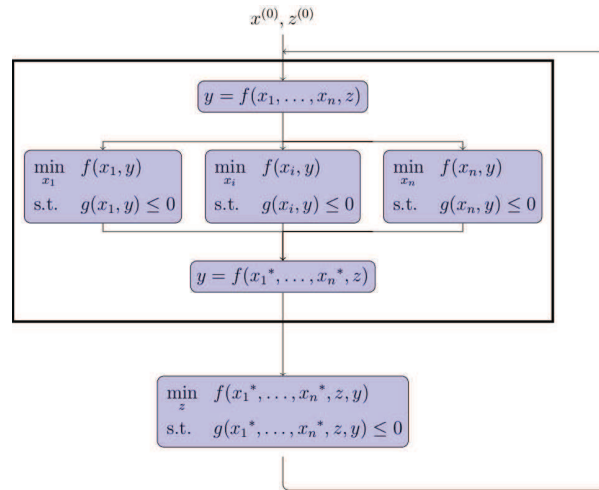 x^{(0)}, z^{(0)}
y = f(x_1, . . . , x_n, z)
min_{x_1} f(x_1, y)
s.t. g(x_1, y) ≤ 0
min_{x_i} f(x_i, y)
s.t. g(x_i, y) ≤ 0
min_{x_n} f(x_n, y)
s.t. g(x_n, y) ≤ 0
y = f(x_1^*, . . . , x_n^*, z)
min_z f(x_1^*, . . . , x_n^*, z, y)
s.t. g(x_1^*, . . . , x_n^*, z, y) ≤ 0